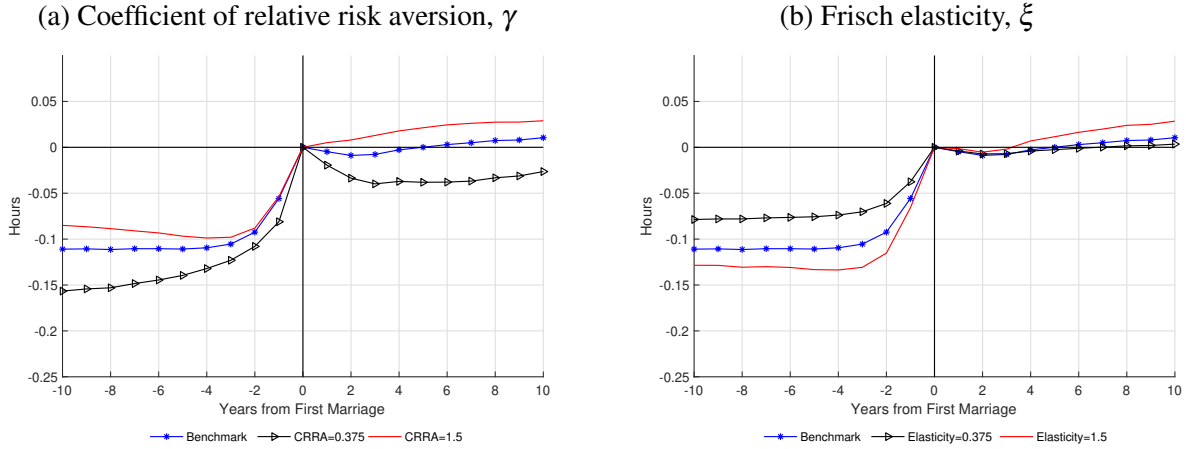 (a) Coefficient of relative risk aversion, γ
0.05
0
-0.05
-0.1
-0.15
-0.2
-0.25
Hours
-10 -8 -6 -4 -2 0 2 4 6 8 10
Years from First Marriage
Benchmark CRRA=0.375 CRRA=1.5
(b) Frisch elasticity, ξ
0.05
0
-0.05
-0.1
-0.15
-0.2
-0.25
Hours
-10 -8 -6 -4 -2 0 2 4 6 8 10
Years from First Marriage
Benchmark Elasticity=0.375 Elasticity=1.5